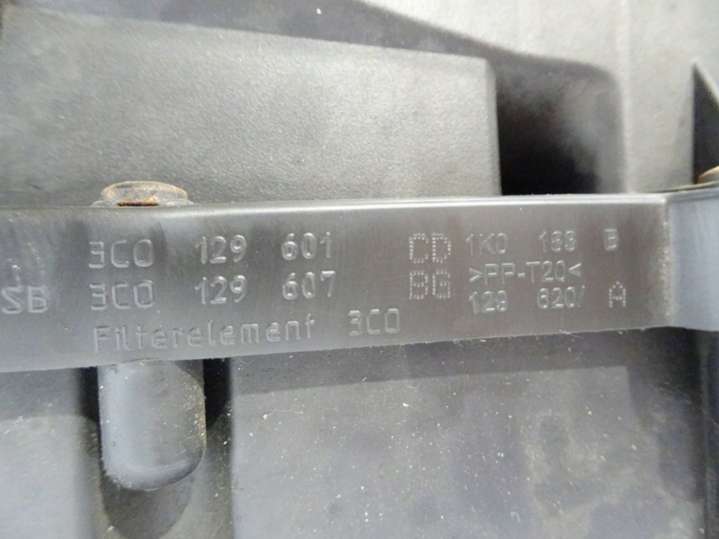 3C0 129 601 CD 1K0 183 B
SB 3C0 129 607 BG >PP-T20<
Filterelement 3C0 129 620/ A